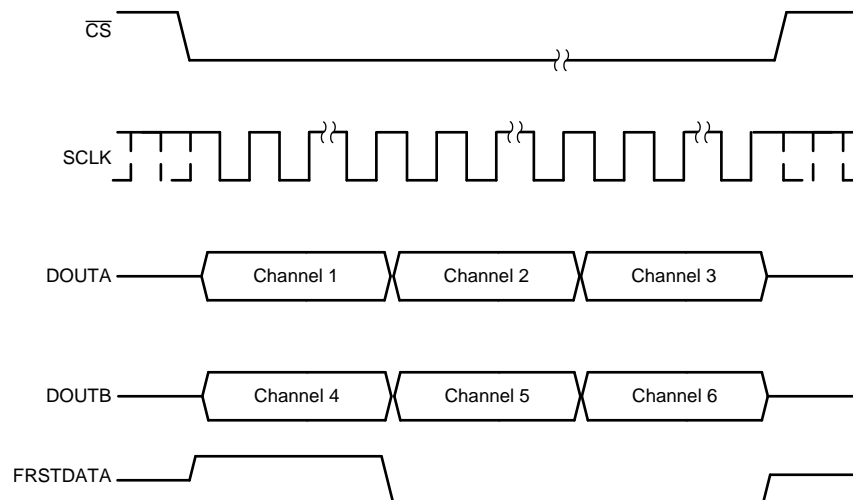 CS
SCLK
DOUTA
Channel 1 Channel 2 Channel 3
DOUTB
Channel 4 Channel 5 Channel 6
FRSTDATA